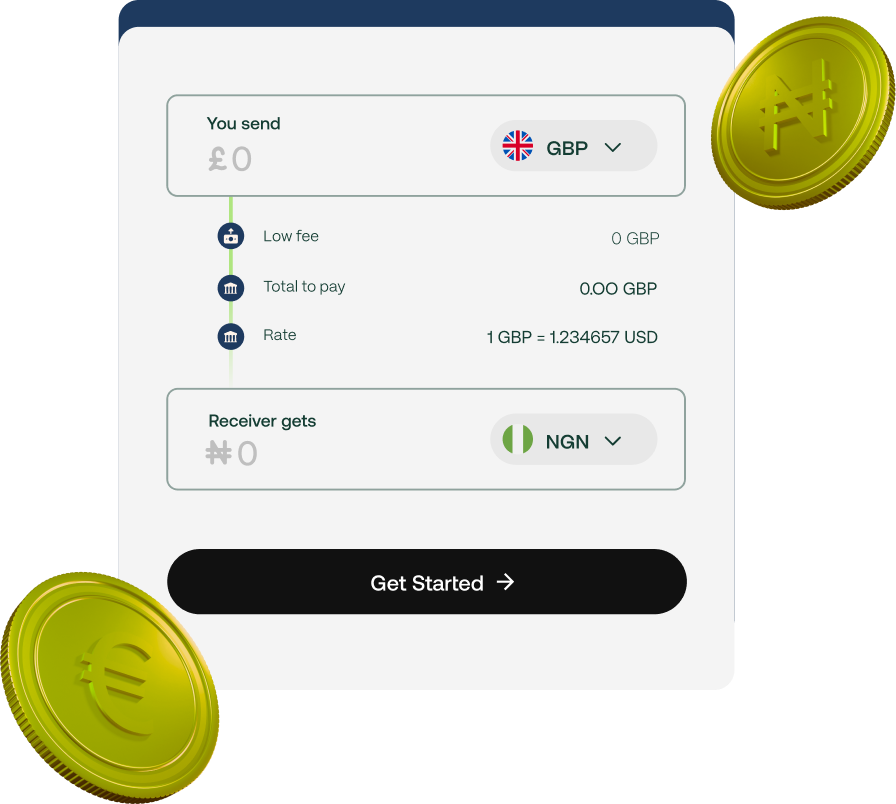 ₦
You send
£0
GBP
Low fee
0 GBP
Total to pay
0.00 GBP
Rate
1 GBP = 1.234657 USD
Receiver gets
₦0
NGN
Get Started
€